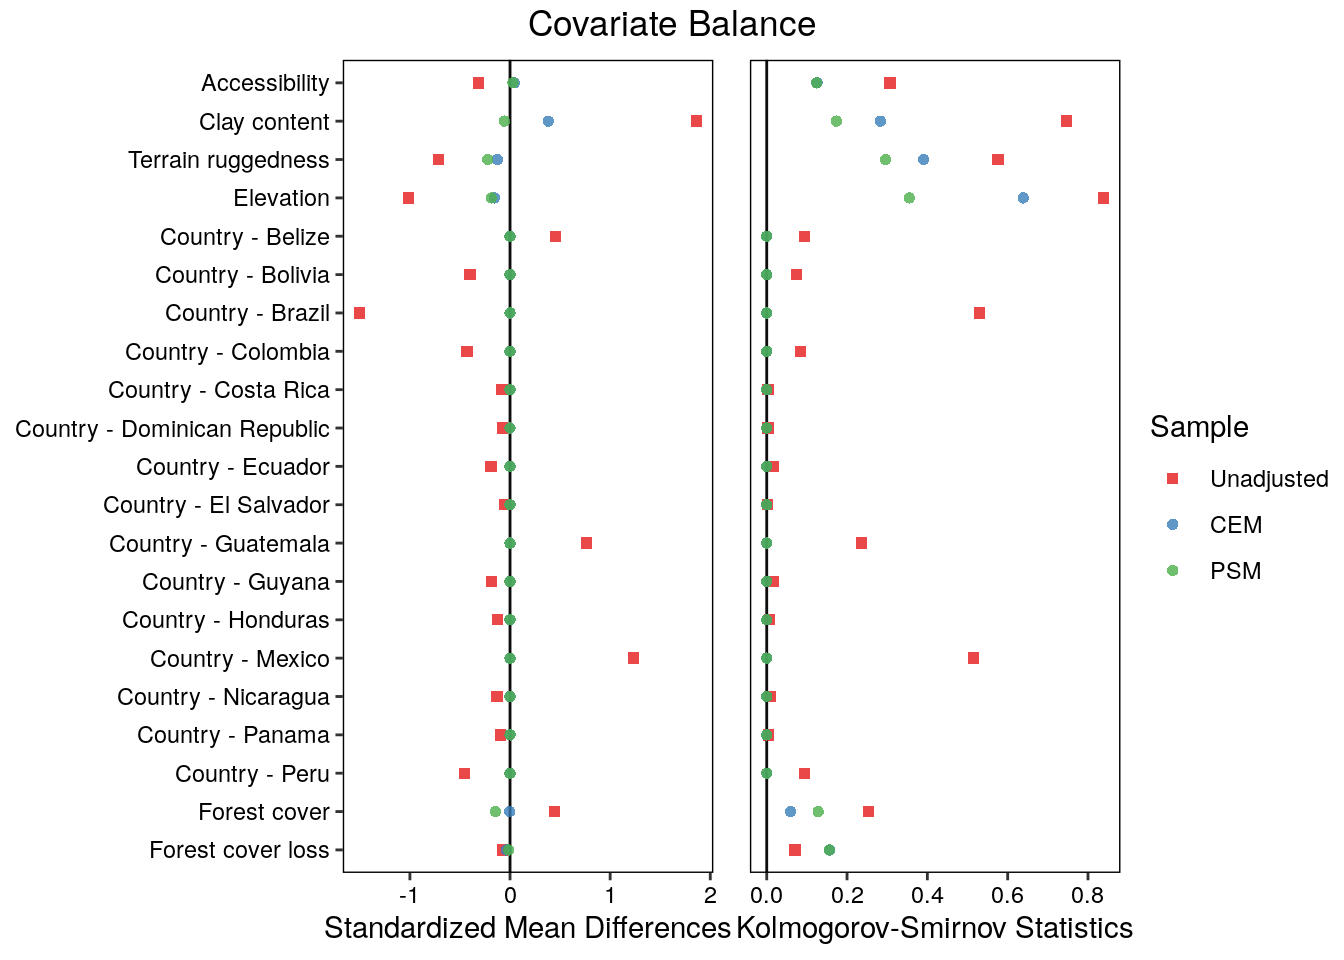 Covariate Balance
Accessibility
Clay content
Terrain ruggedness
Elevation
Country - Belize
Country - Bolivia
Country - Brazil
Country - Colombia
Country - Costa Rica
Country - Dominican Republic
Country - Ecuador
Country - El Salvador
Country - Guatemala
Country - Guyana
Country - Honduras
Country - Mexico
Country - Nicaragua
Country - Panama
Country - Peru
Forest cover
Forest cover loss
-1 0 1 2
0.0 0.2 0.4 0.6 0.8
Standardized Mean Differences
Kolmogorov-Smirnov Statistics
Sample
Unadjusted
CEM
PSM